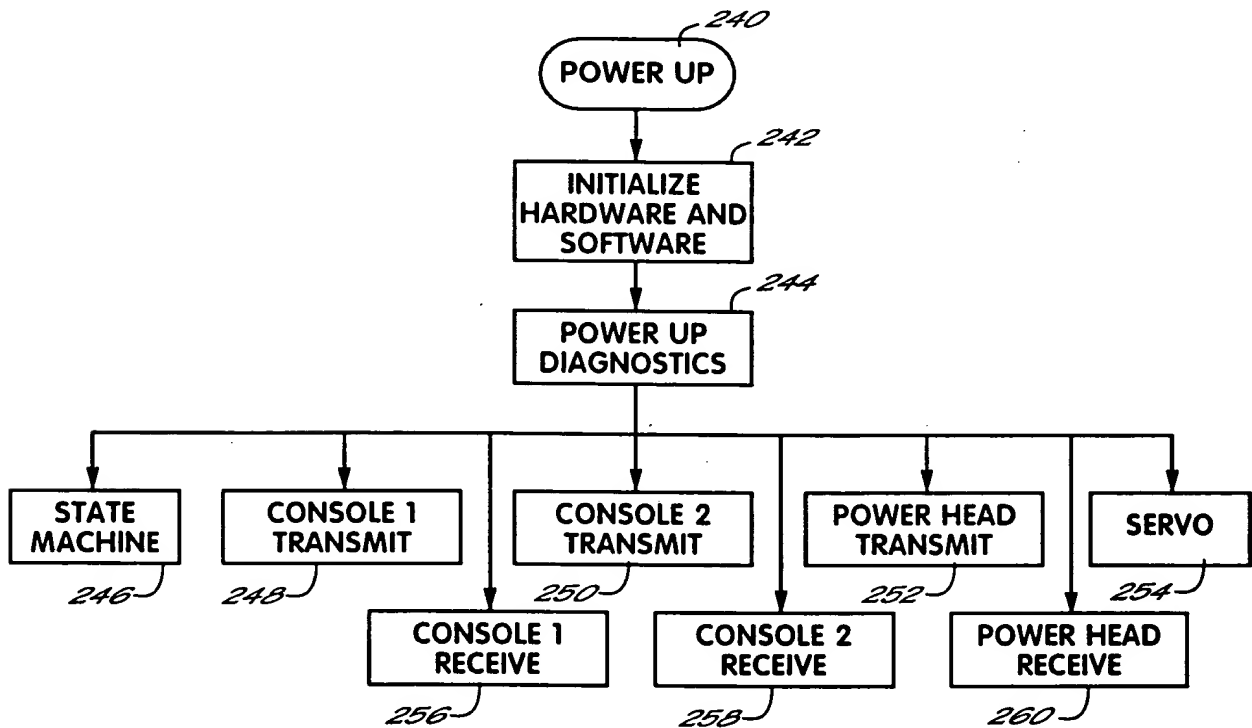 240
POWER UP
242
INITIALIZE
HARDWARE AND
SOFTWARE
244
POWER UP
DIAGNOSTICS
STATE
MACHINE
246
CONSOLE 1
TRANSMIT
248
CONSOLE 2
TRANSMIT
250
POWER HEAD
TRANSMIT
252
SERVO
254
CONSOLE 1
RECEIVE
256
CONSOLE 2
RECEIVE
258
POWER HEAD
RECEIVE
260